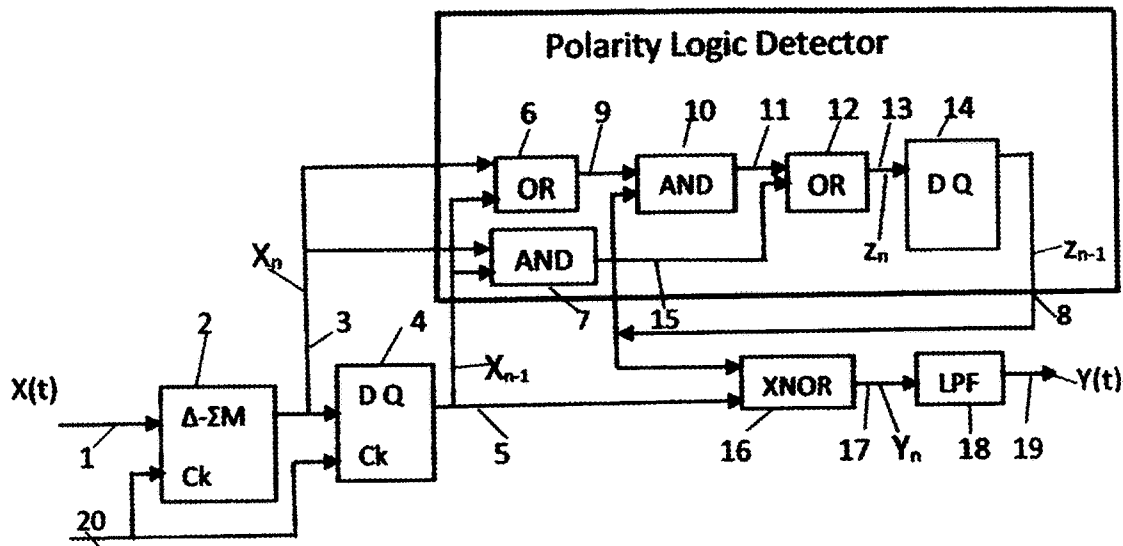 Polarity Logic Detector
6 9 10 11 12 13 14
OR AND OR D Q
Xn AND Zn Zn-1
7 15 8
2 3 4
X(t) Δ-ΣM D Q Xn-1 XNOR LPF Y(t)
1 Ck Ck 5 16 17 Yn 18 19
20